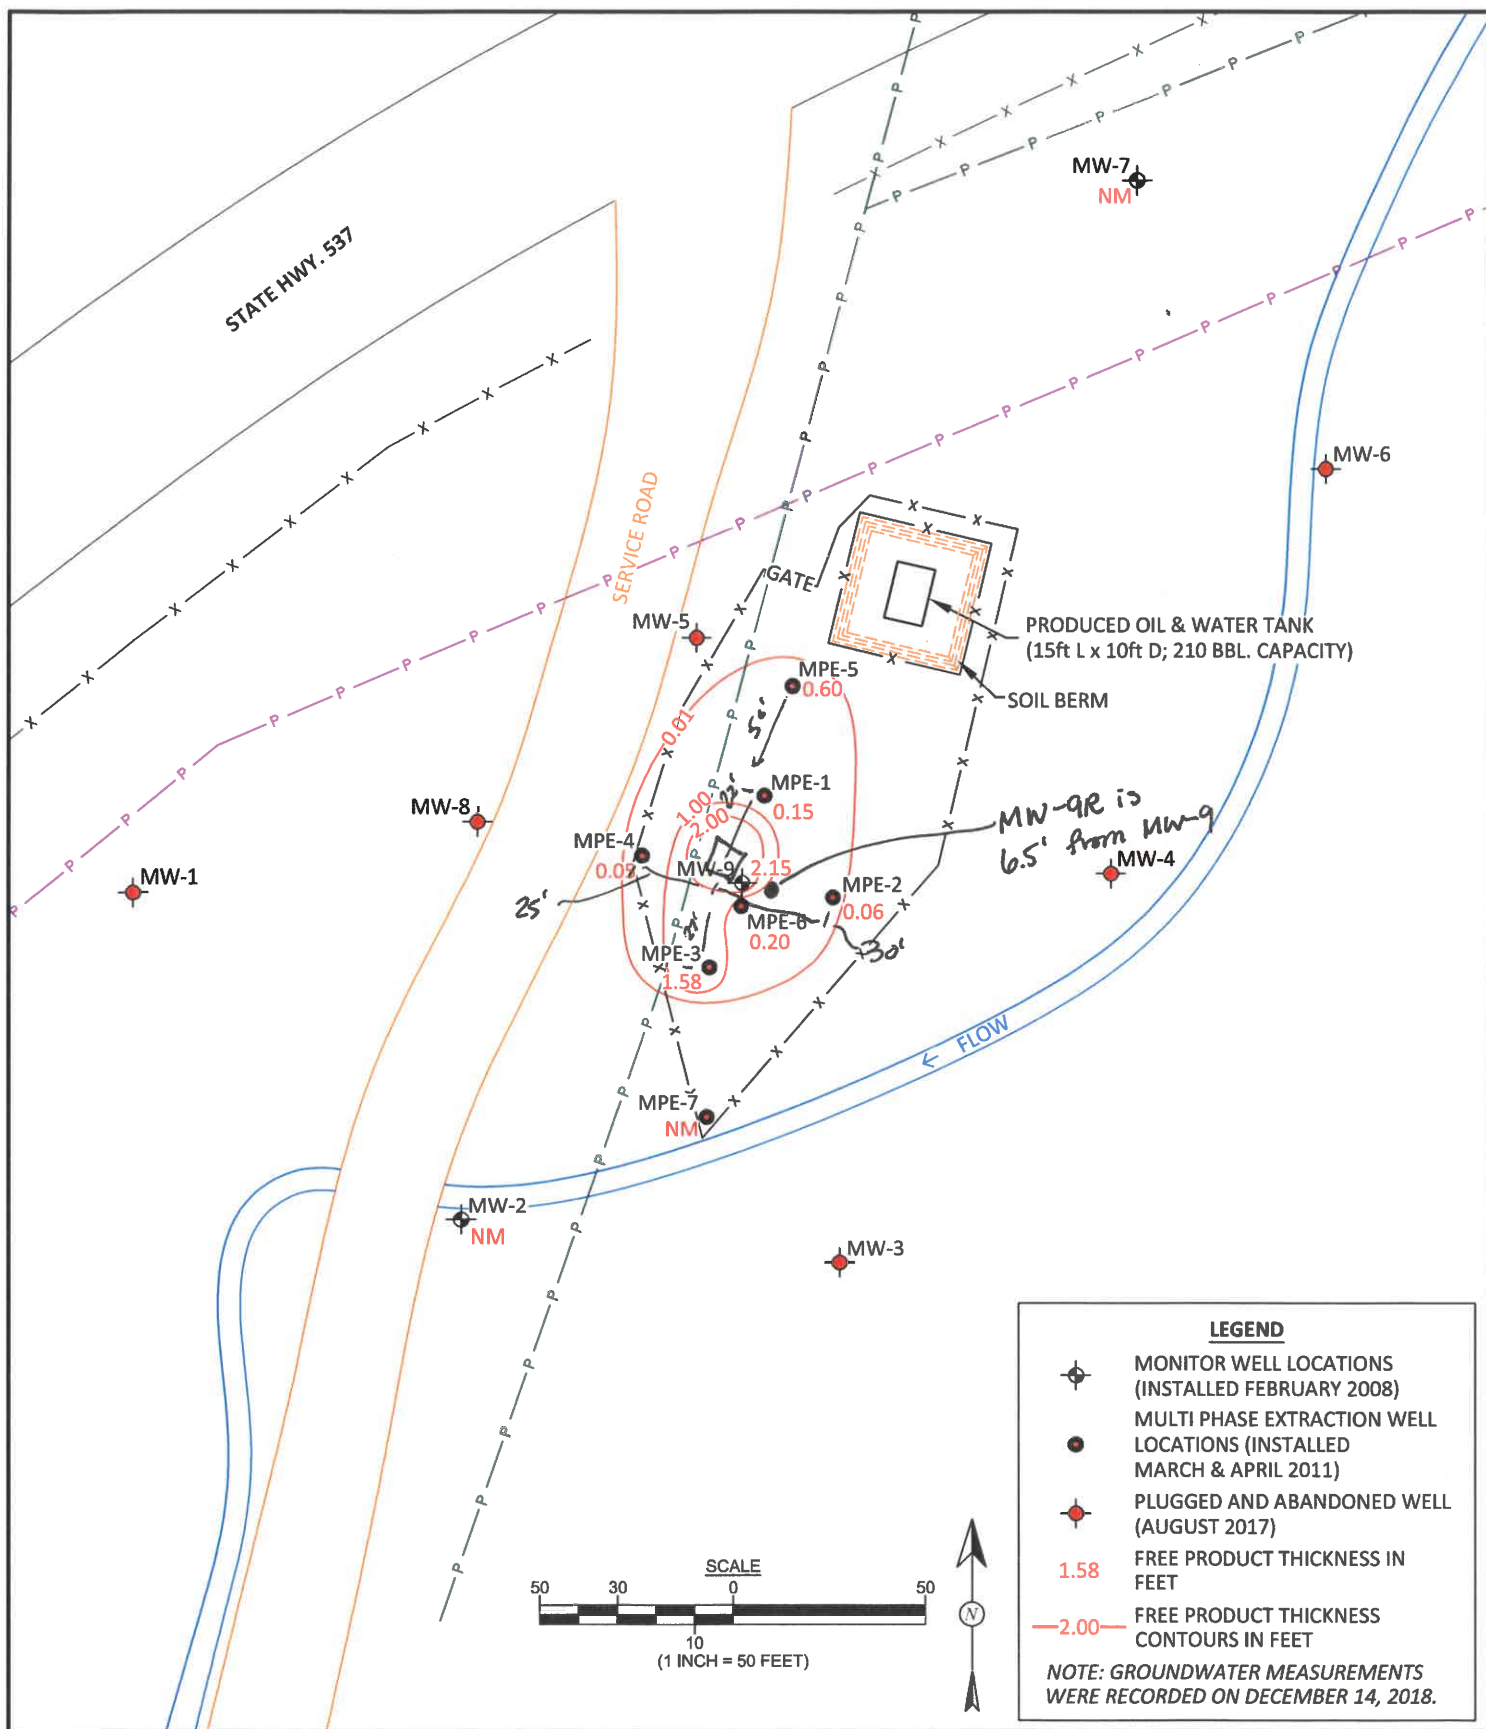 MW-7
NM
STATE HWY. 537
MW-6
SERVICE ROAD
GATE
MW-5
PRODUCED OIL & WATER TANK
(15ft L x 10ft D; 210 BBL. CAPACITY)
MPE-5
0.60
SOIL BERM
0.01
50'
MPE-1
0.15
22'
1.00
2.00
MW-8
MW-9R is
6.5' from MW-9
MPE-4
0.05
MW-9
2.15
MW-4
MW-1
MPE-2
0.06
25'
MPE-6
0.20
30'
MPE-3
1.58
FLOW
MPE-7
NM
MW-2
NM
MW-3
LEGEND
MONITOR WELL LOCATIONS
(INSTALLED FEBRUARY 2008)
MULTI PHASE EXTRACTION WELL
LOCATIONS (INSTALLED
MARCH & APRIL 2011)
PLUGGED AND ABANDONED WELL
(AUGUST 2017)
1.58 FREE PRODUCT THICKNESS IN
FEET
2.00 FREE PRODUCT THICKNESS
CONTOURS IN FEET
NOTE: GROUNDWATER MEASUREMENTS
WERE RECORDED ON DECEMBER 14, 2018.
SCALE
50 30 0 50
10
(1 INCH = 50 FEET)
N